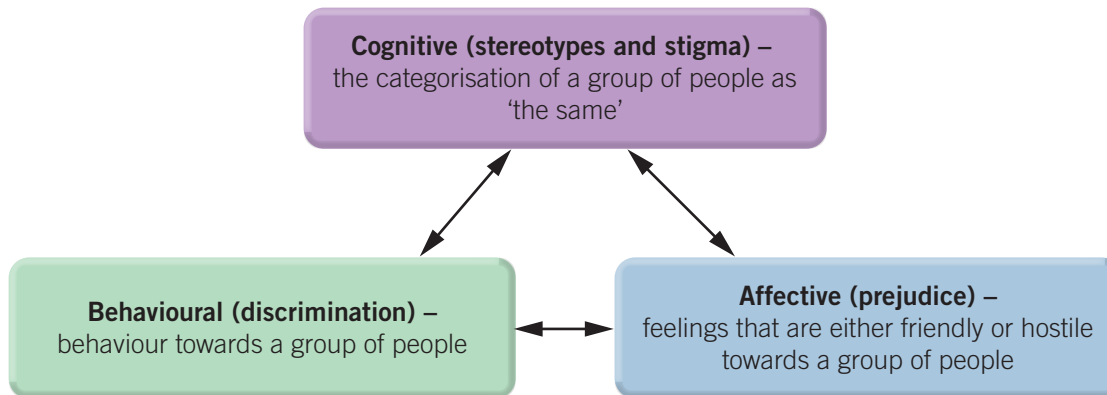 Cognitive (stereotypes and stigma) –
the categorisation of a group of people as
‘the same’
Behavioural (discrimination) –
behaviour towards a group of people
Affective (prejudice) –
feelings that are either friendly or hostile
towards a group of people